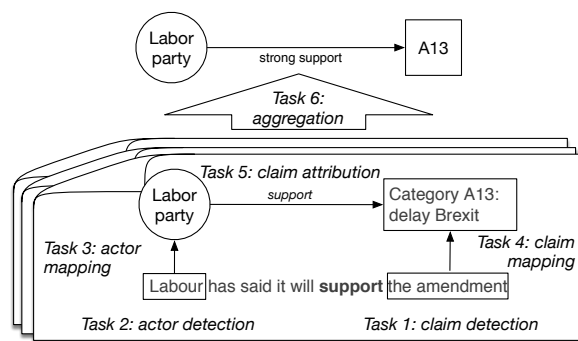 Labor
party
strong support
A13
Task 6:
aggregation
Task 5: claim attribution
Labor
party
support
Category A13:
delay Brexit
Task 3: actor
mapping
Task 4: claim
mapping
Labour has said it will support the amendment
Task 2: actor detection
Task 1: claim detection